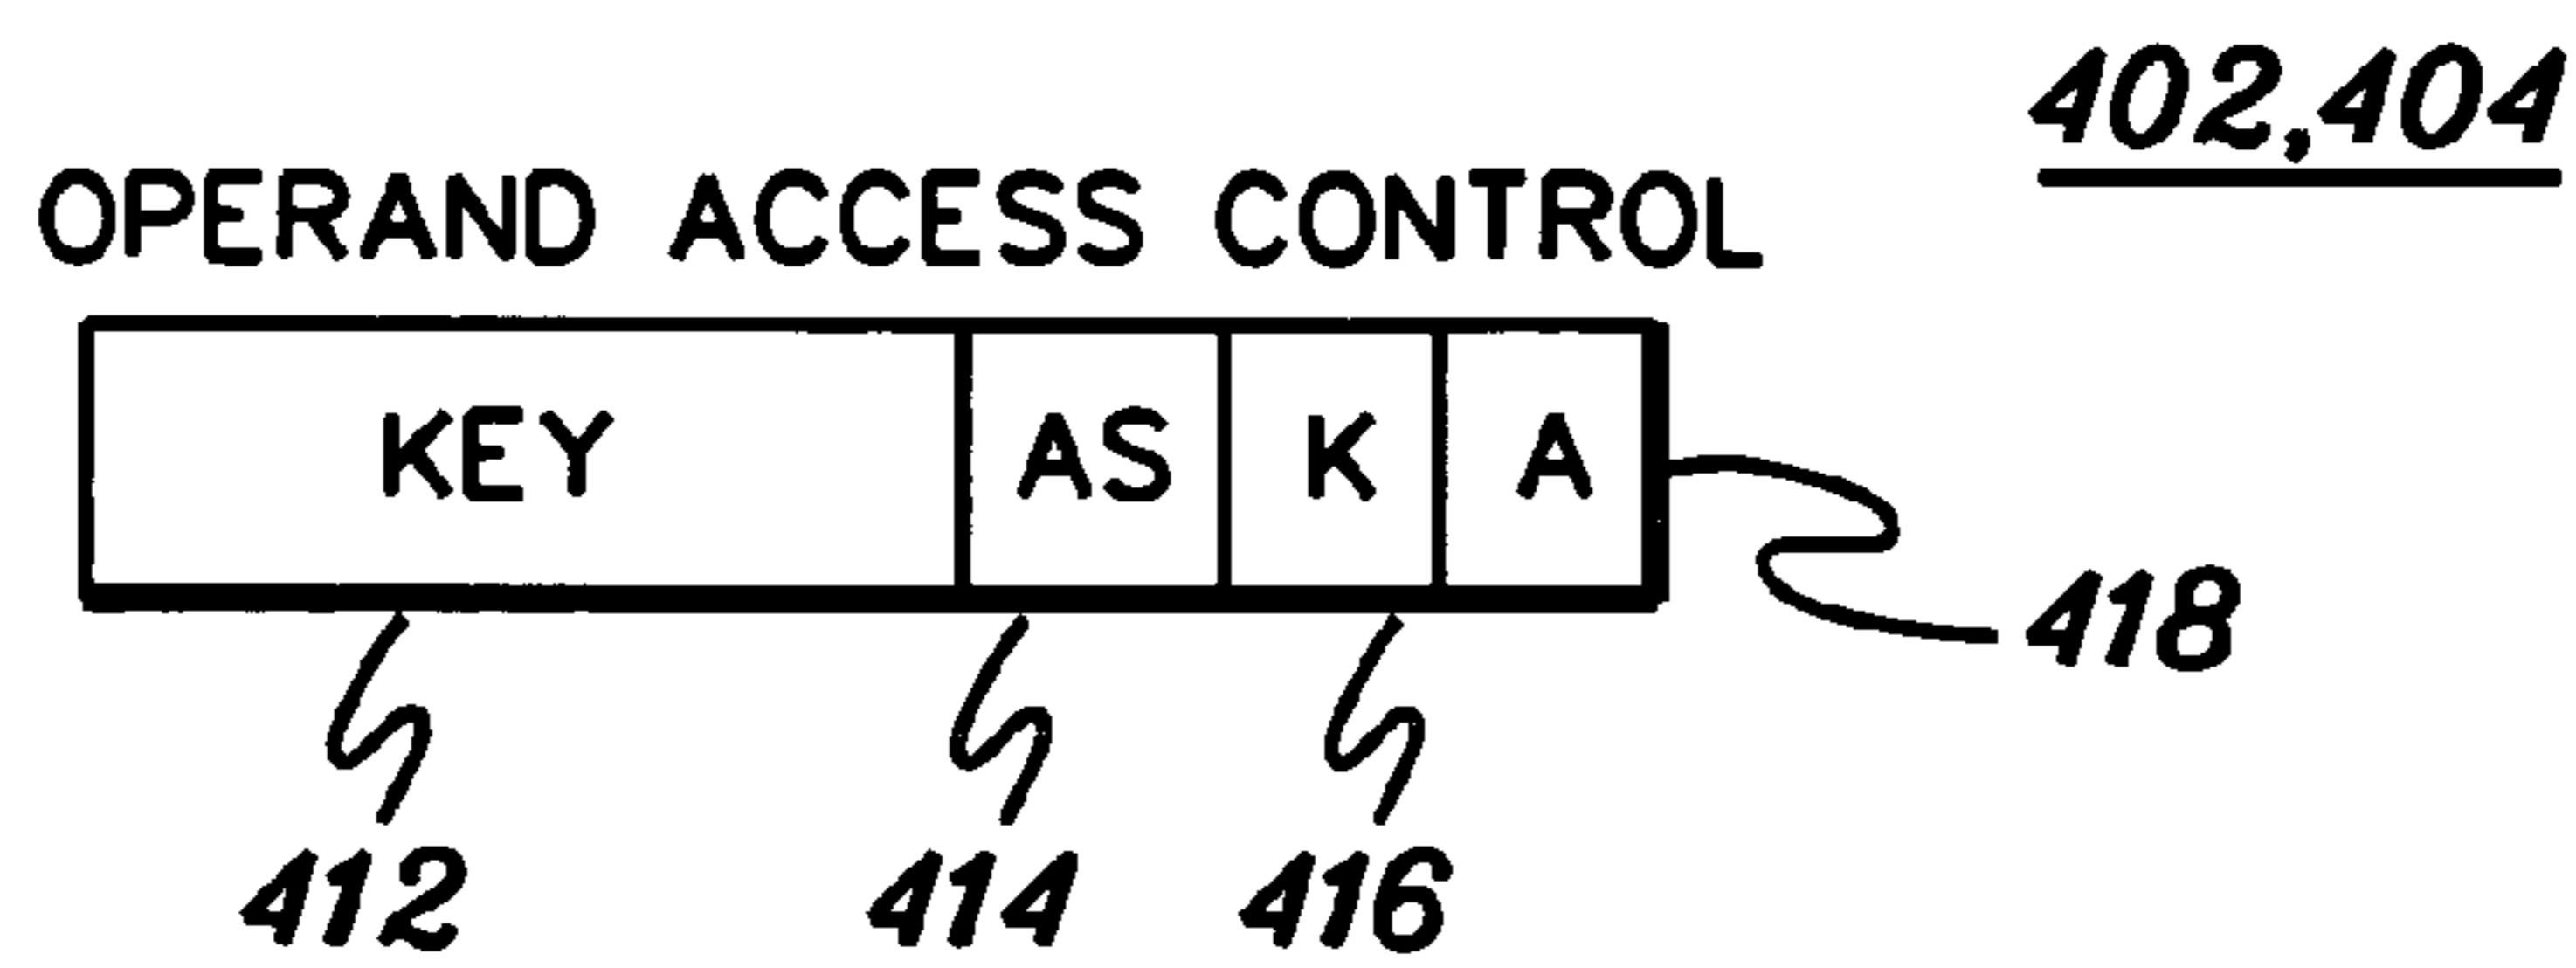 402,404
OPERAND ACCESS CONTROL
KEY AS K A
418
412 414 416